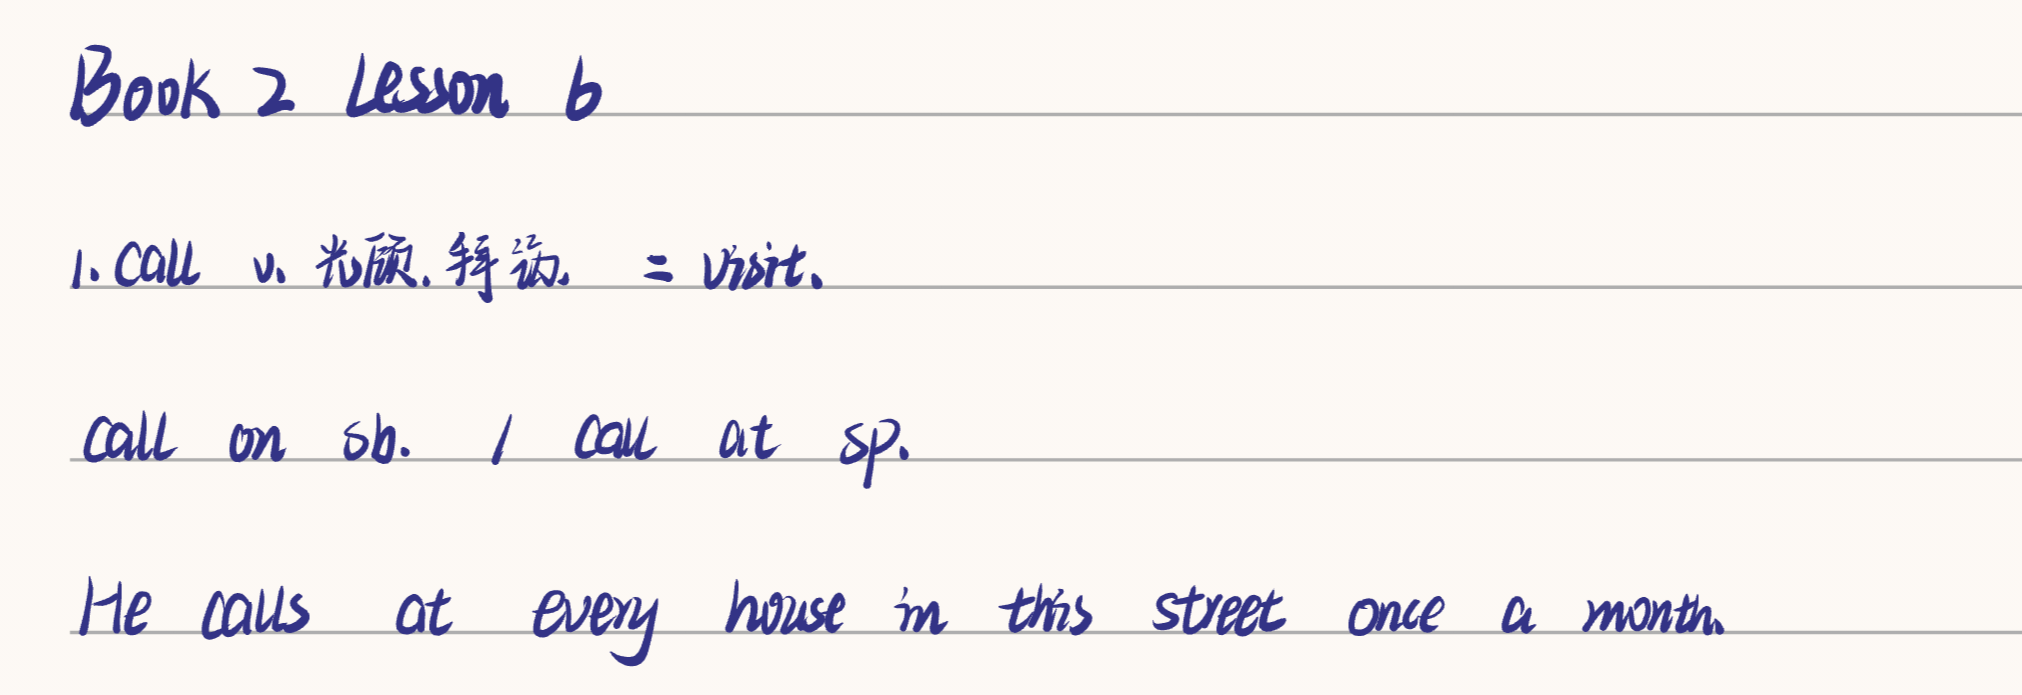 Book 2 Lesson 6
1. Call v. 光顾. 拜访. = visit.
call on sb. / call at sp.
He calls at every house in this street once a month.